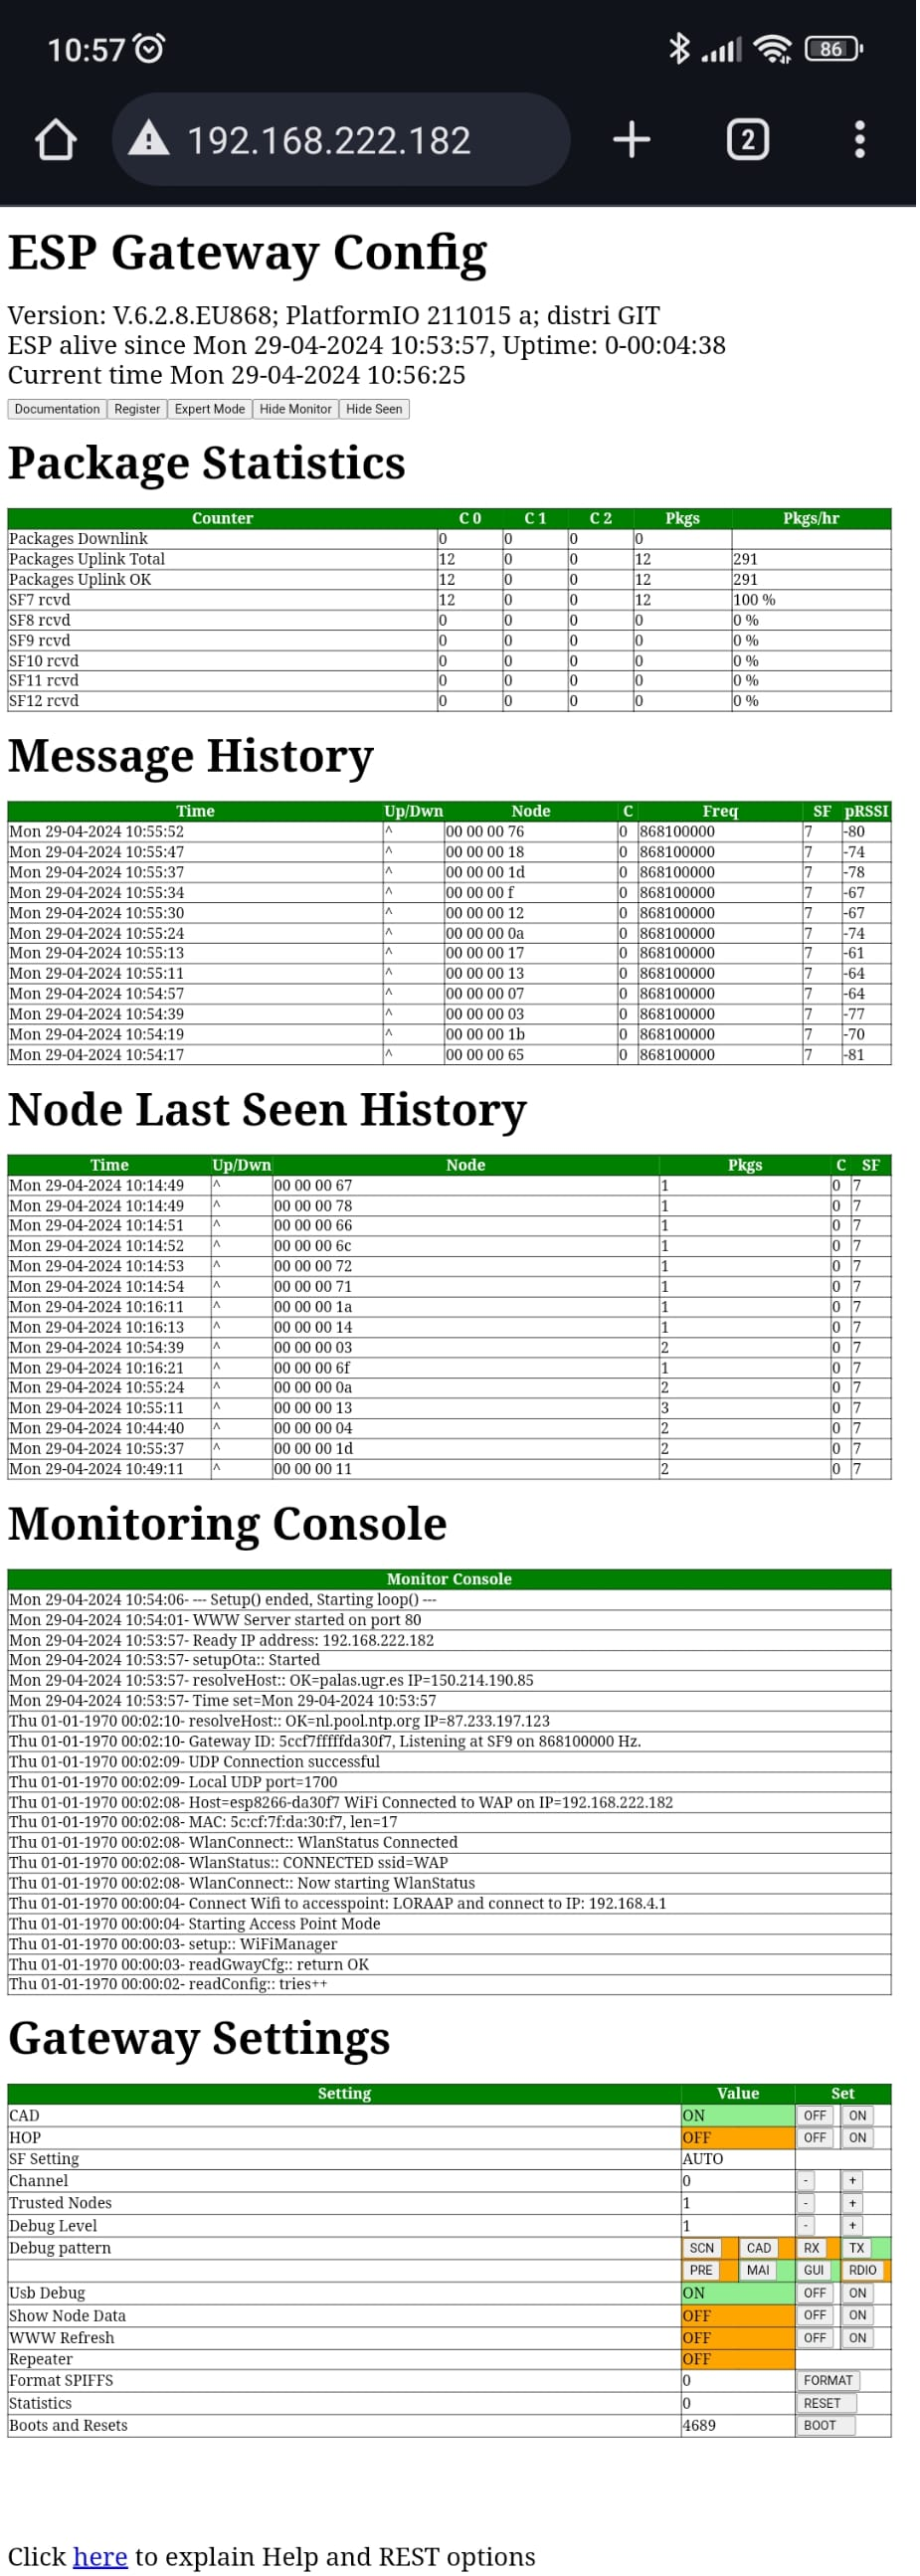 10:57
86
192.168.222.182
2
ESP Gateway Config
Version: V.6.2.8.EU868; PlatformIO 211015 a; distri GIT
ESP alive since Mon 29-04-2024 10:53:57, Uptime: 0-00:04:38
Current time Mon 29-04-2024 10:56:25
Documentation Register Expert Mode Hide Monitor Hide Seen
Package Statistics
Counter C 0 C 1 C 2 Pkgs Pkgs/hr
Packages Downlink 0 0 0 0
Packages Uplink Total 12 0 0 12 291
Packages Uplink OK 12 0 0 12 291
SF7 rcvd 12 0 0 12 100 %
SF8 rcvd 0 0 0 0 0 %
SF9 rcvd 0 0 0 0 0 %
SF10 rcvd 0 0 0 0 0 %
SF11 rcvd 0 0 0 0 0 %
SF12 rcvd 0 0 0 0 0 %
Message History
Time Up/Dwn Node C Freq SF pRSSI
Mon 29-04-2024 10:55:52 ^ 00 00 00 76 0 868100000 7 -80
Mon 29-04-2024 10:55:47 ^ 00 00 00 18 0 868100000 7 -74
Mon 29-04-2024 10:55:37 ^ 00 00 00 1d 0 868100000 7 -78
Mon 29-04-2024 10:55:34 ^ 00 00 00 f 0 868100000 7 -67
Mon 29-04-2024 10:55:30 ^ 00 00 00 12 0 868100000 7 -67
Mon 29-04-2024 10:55:24 ^ 00 00 00 0a 0 868100000 7 -74
Mon 29-04-2024 10:55:13 ^ 00 00 00 17 0 868100000 7 -61
Mon 29-04-2024 10:55:11 ^ 00 00 00 13 0 868100000 7 -64
Mon 29-04-2024 10:54:57 ^ 00 00 00 07 0 868100000 7 -64
Mon 29-04-2024 10:54:39 ^ 00 00 00 03 0 868100000 7 -77
Mon 29-04-2024 10:54:19 ^ 00 00 00 1b 0 868100000 7 -70
Mon 29-04-2024 10:54:17 ^ 00 00 00 65 0 868100000 7 -81
Node Last Seen History
Time Up/Dwn Node Pkgs C SF
Mon 29-04-2024 10:14:49 ^ 00 00 00 67 1 0 7
Mon 29-04-2024 10:14:49 ^ 00 00 00 78 1 0 7
Mon 29-04-2024 10:14:51 ^ 00 00 00 66 1 0 7
Mon 29-04-2024 10:14:52 ^ 00 00 00 6c 1 0 7
Mon 29-04-2024 10:14:53 ^ 00 00 00 72 1 0 7
Mon 29-04-2024 10:14:54 ^ 00 00 00 71 1 0 7
Mon 29-04-2024 10:16:11 ^ 00 00 00 1a 1 0 7
Mon 29-04-2024 10:16:13 ^ 00 00 00 14 1 0 7
Mon 29-04-2024 10:54:39 ^ 00 00 00 03 2 0 7
Mon 29-04-2024 10:16:21 ^ 00 00 00 6f 1 0 7
Mon 29-04-2024 10:55:24 ^ 00 00 00 0a 2 0 7
Mon 29-04-2024 10:55:11 ^ 00 00 00 13 3 0 7
Mon 29-04-2024 10:44:40 ^ 00 00 00 04 2 0 7
Mon 29-04-2024 10:55:37 ^ 00 00 00 1d 2 0 7
Mon 29-04-2024 10:49:11 ^ 00 00 00 11 2 0 7
Monitoring Console
Monitor Console
Mon 29-04-2024 10:54:06- --- Setup() ended, Starting loop() ---
Mon 29-04-2024 10:54:01- WWW Server started on port 80
Mon 29-04-2024 10:53:57- Ready IP address: 192.168.222.182
Mon 29-04-2024 10:53:57- setupOta:: Started
Mon 29-04-2024 10:53:57- resolveHost:: OK=palas.ugr.es IP=150.214.190.85
Mon 29-04-2024 10:53:57- Time set=Mon 29-04-2024 10:53:57
Thu 01-01-1970 00:02:10- resolveHost:: OK=nl.pool.ntp.org IP=87.233.197.123
Thu 01-01-1970 00:02:10- Gateway ID: 5ccf7fffffda30f7, Listening at SF9 on 868100000 Hz.
Thu 01-01-1970 00:02:09- UDP Connection successful
Thu 01-01-1970 00:02:09- Local UDP port=1700
Thu 01-01-1970 00:02:08- Host=esp8266-da30f7 WiFi Connected to WAP on IP=192.168.222.182
Thu 01-01-1970 00:02:08- MAC: 5c:cf:7f:da:30:f7, len=17
Thu 01-01-1970 00:02:08- WlanConnect:: WlanStatus Connected
Thu 01-01-1970 00:02:08- WlanStatus:: CONNECTED ssid=WAP
Thu 01-01-1970 00:02:08- WlanConnect:: Now starting WlanStatus
Thu 01-01-1970 00:00:04- Connect Wifi to accesspoint: LORAAP and connect to IP: 192.168.4.1
Thu 01-01-1970 00:00:04- Starting Access Point Mode
Thu 01-01-1970 00:00:03- setup:: WiFiManager
Thu 01-01-1970 00:00:03- readGwayCfg:: return OK
Thu 01-01-1970 00:00:02- readConfig:: tries++
Gateway Settings
Setting Value Set
CAD ON OFF ON
HOP OFF OFF ON
SF Setting AUTO
Channel 0 - +
Trusted Nodes 1 - +
Debug Level 1 - +
Debug pattern SCN CAD RX TX
PRE MAI GUI RDIO
Usb Debug ON OFF ON
Show Node Data OFF OFF ON
WWW Refresh OFF OFF ON
Repeater OFF
Format SPIFFS 0 FORMAT
Statistics 0 RESET
Boots and Resets 4689 BOOT
Click here to explain Help and REST options